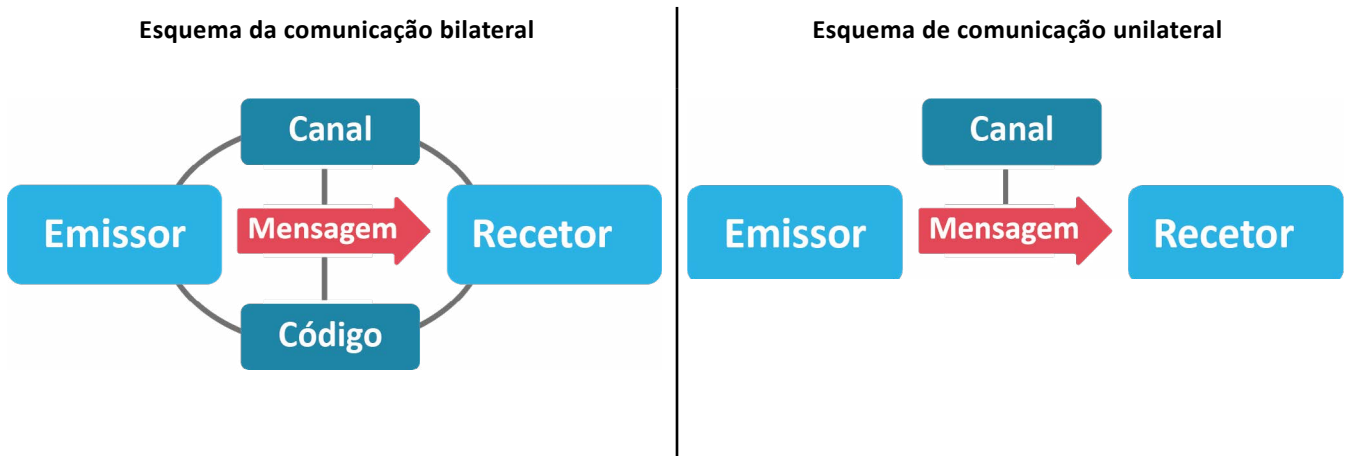 Esquema da comunicação bilateral
Canal
Emissor
Mensagem
Recetor
Código
Esquema de comunicação unilateral
Canal
Emissor
Mensagem
Recetor